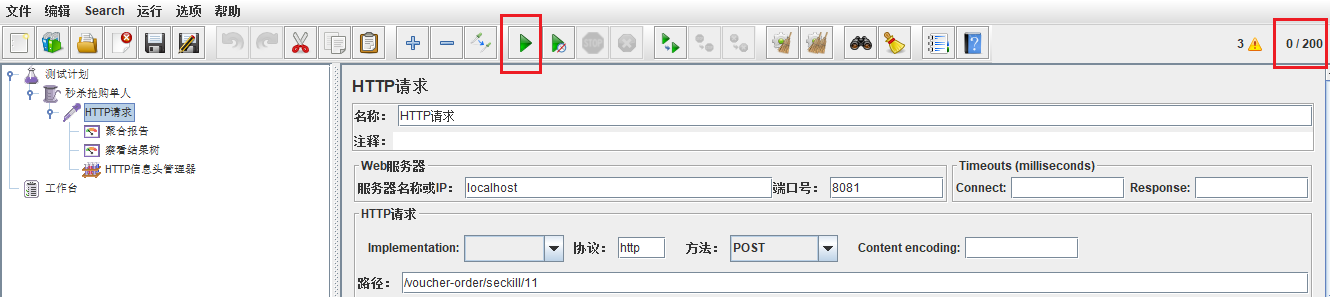 文件 编辑 Search 运行 选项 帮助
STOP 3 0 / 200
测试计划
秒杀抢购单人
HTTP请求
聚合报告
察看结果树
HTTP信息头管理器
工作台
HTTP请求
名称： HTTP请求
注释：
Web服务器 Timeouts (milliseconds)
服务器名称或IP： localhost 端口号： 8081 Connect: Response:
HTTP请求
Implementation: 协议： http 方法： POST Content encoding:
路径： /voucher-order/seckill/11